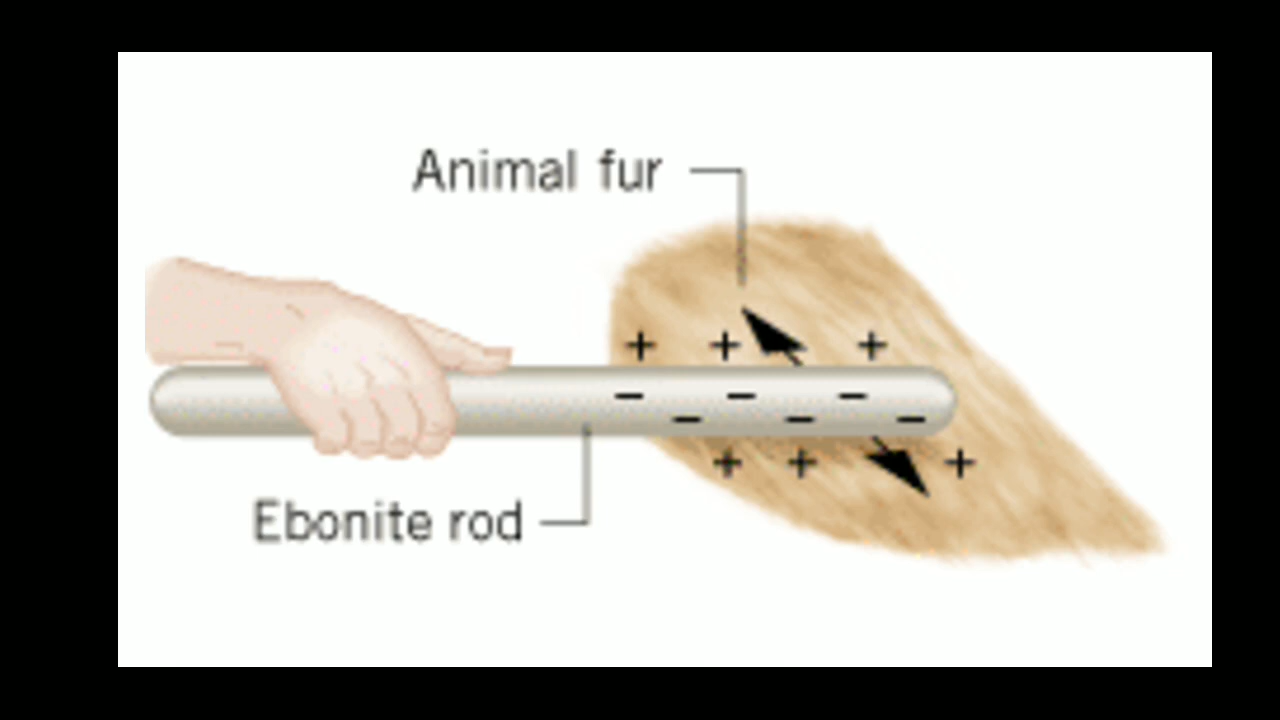 Animal fur
+ + +
− − −
− − −
+ + +
Ebonite rod